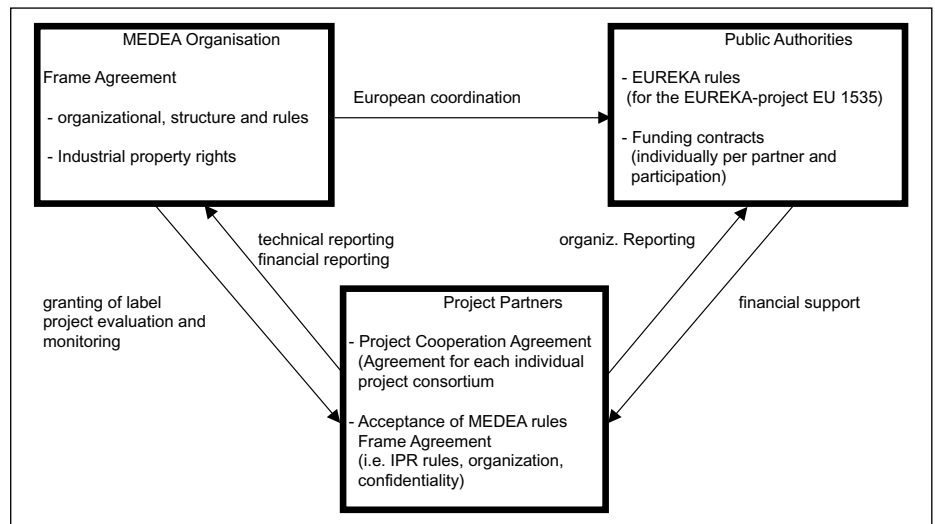 MEDEA Organisation
Frame Agreement
- organizational, structure and rules
- Industrial property rights
European coordination
Public Authorities
- EUREKA rules
(for the EUREKA-project EU 1535)
- Funding contracts
(individually per partner and
participation)
technical reporting
financial reporting
organiz. Reporting
granting of label
project evaluation and
monitoring
financial support
Project Partners
- Project Cooperation Agreement
(Agreement for each individual
project consortium
- Acceptance of MEDEA rules
Frame Agreement
(i.e. IPR rules, organization,
confidentiality)